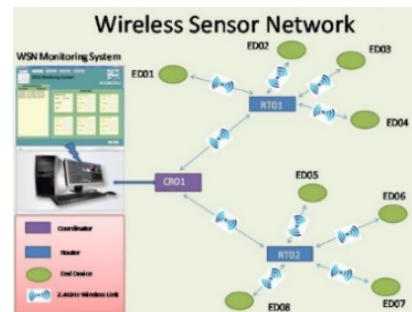 Wireless Sensor Network
WSN Monitoring System
ED01
ED02
ED03
RT01
ED04
CR01
ED05
ED06
RT02
ED07
ED08
Coordinator
Router
End Device
2.4GHz Wireless Link